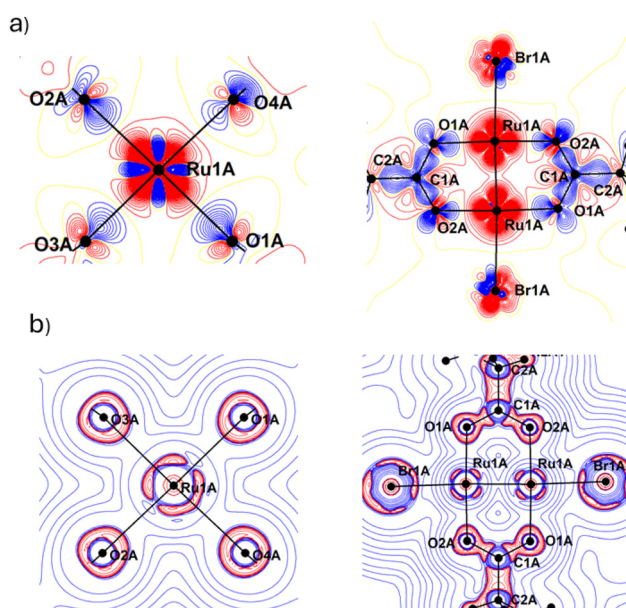 a)
O2A O4A
Ru1A
O3A O1A
Br1A
O1A Ru1A O2A
C2A C1A C1A C2A
O2A Ru1A O1A
Br1A
b)
O3A O1A
Ru1A
O2A O4A
C2A
C1A
O1A O2A
Br1A Ru1A Ru1A Br1A
O2A O1A
C1A
C2A